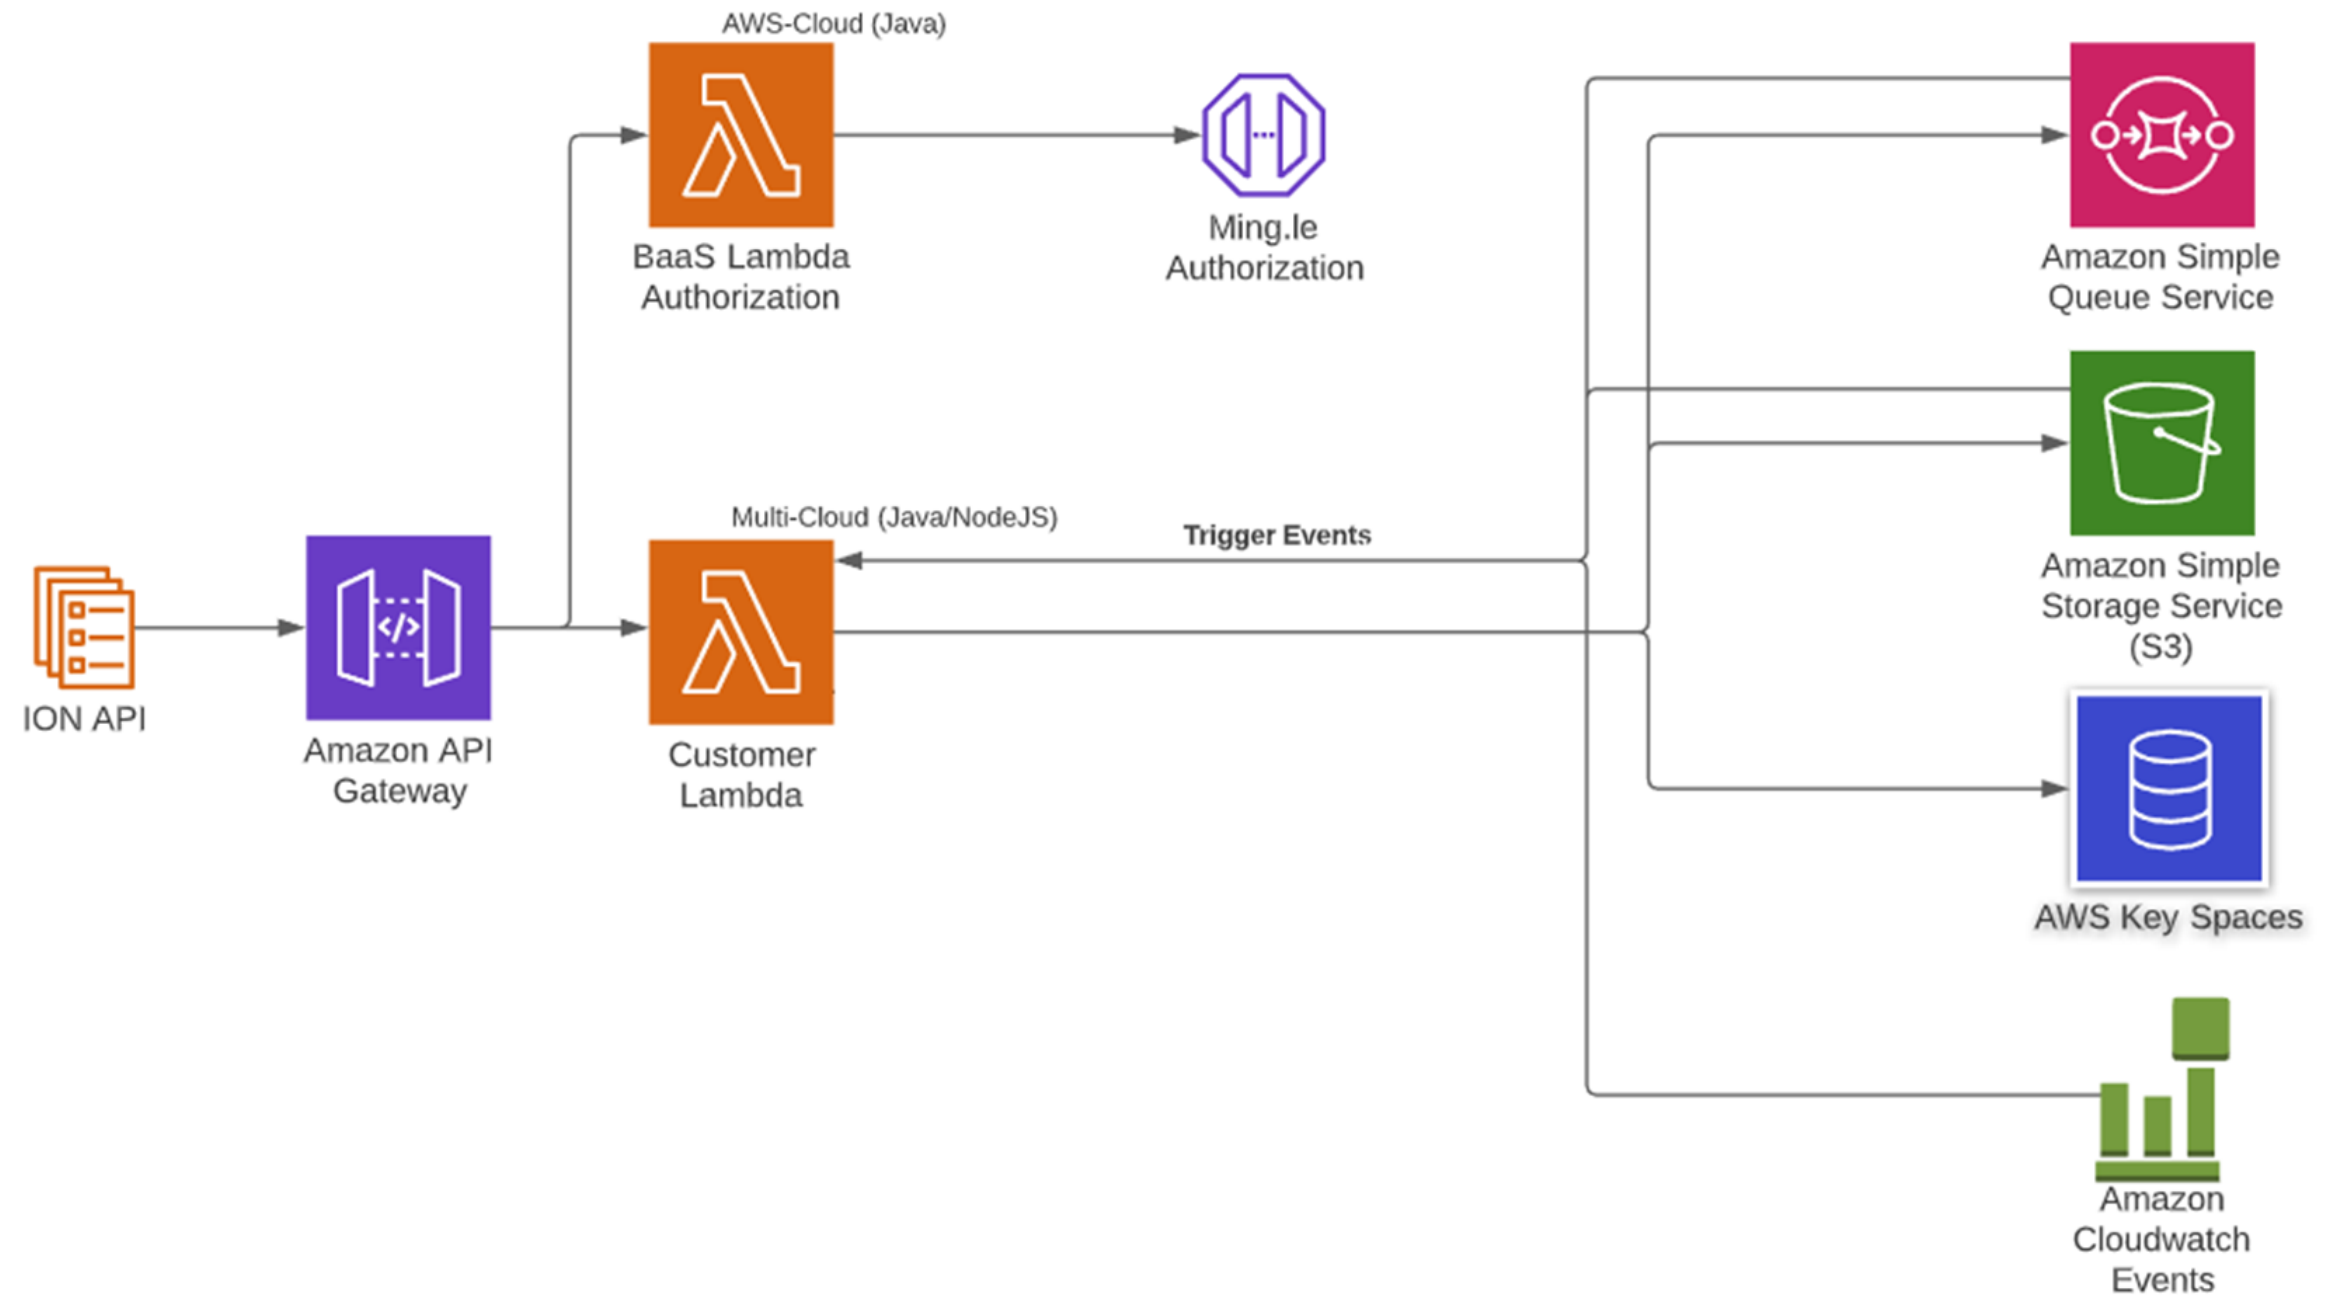 AWS-Cloud (Java)
BaaS Lambda
Authorization
Ming.le
Authorization
Amazon Simple
Queue Service
Multi-Cloud (Java/NodeJS)
Trigger Events
Amazon Simple
Storage Service
(S3)
ION API
Amazon API
Gateway
</>
Customer
Lambda
AWS Key Spaces
Amazon
Cloudwatch
Events